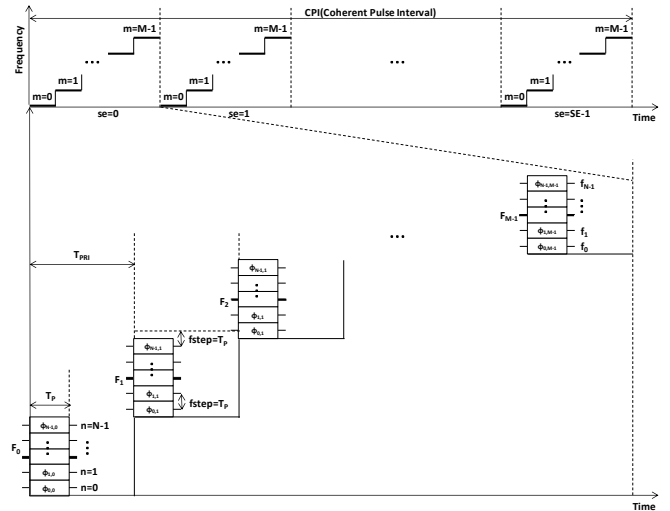 CPI(Coherent Pulse Interval)
Frequency
m=M-1 m=M-1 m=M-1
... ... ... ...
m=1 m=1 m=1
m=0 m=0 m=0
se=0 se=1 se=SE-1 Time
ϕN-1,M-1 fN-1
FM-1
ϕ1,M-1 f1
ϕ0,M-1 f0
...
TPRI
ϕN-1,1
F2
ϕ1,1
ϕ0,1
fstep=TP
ϕN-1,1
F1
ϕ1,1 fstep=TP
ϕ0,1
TP
ϕN-1,0 n=N-1
F0
ϕ1,0 n=1
ϕ0,0 n=0
Time